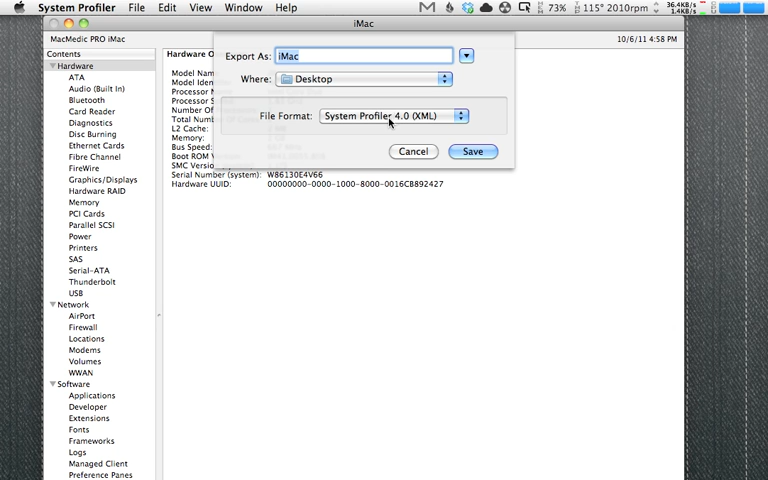 System Profiler File Edit View Window Help 73% 115° 2010rpm 36.4KB/s 1.4KB/s
iMac
MacMedic PRO iMac 10/6/11 4:58 PM
Contents
Hardware
ATA
Audio (Built In)
Bluetooth
Card Reader
Diagnostics
Disc Burning
Ethernet Cards
Fibre Channel
FireWire
Graphics/Displays
Hardware RAID
Memory
PCI Cards
Parallel SCSI
Power
Printers
SAS
Serial-ATA
Thunderbolt
USB
Network
AirPort
Firewall
Locations
Modems
Volumes
WWAN
Software
Applications
Developer
Extensions
Fonts
Frameworks
Logs
Managed Client
Preference Panes
Hardware O
Model Nam
Model Iden
Processor N
Processor S
Number Of
Total Numb
L2 Cache:
Memory:
Bus Speed:
Boot ROM V
SMC Version
Serial Number (system): W86130E4V66
Hardware UUID: 00000000-0000-1000-8000-0016CB892427
Export As: iMac
Where: Desktop
File Format: System Profiler 4.0 (XML)
Cancel Save